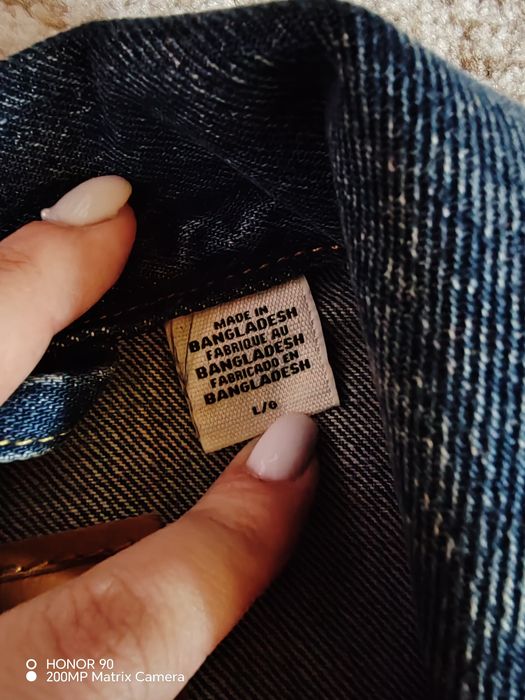 MADE IN
BANGLADESH
FABRIQUE AU
BANGLADESH
FABRICADO EN
BANGLADESH
L/G
HONOR 90
200MP Matrix Camera